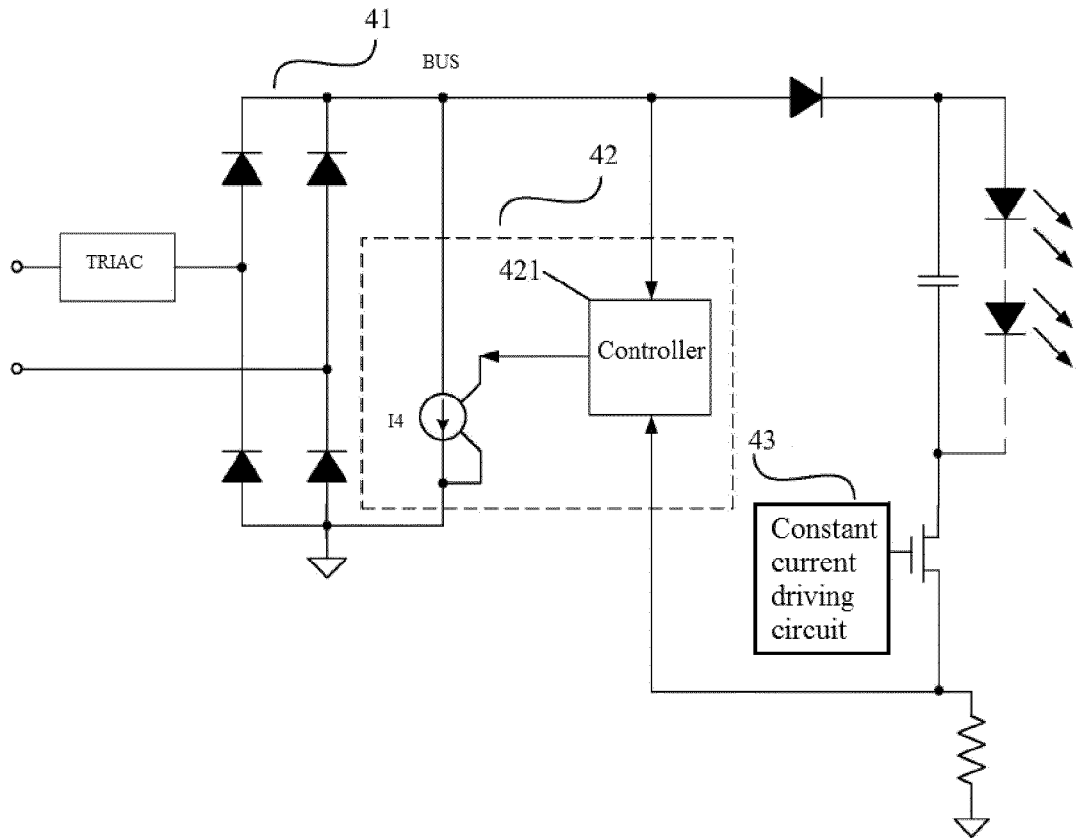 41
BUS
42
TRIAC
421
Controller
I4
43
Constant
current
driving
circuit